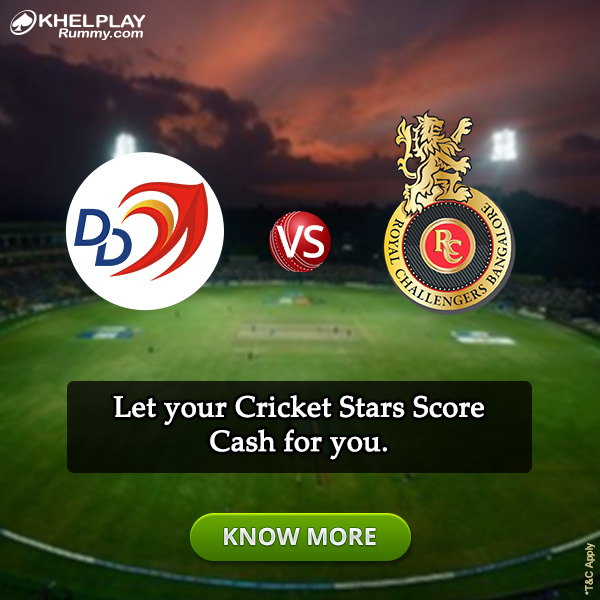 KHELPLAY
Rummy.com
DD
VS
RC
ROYAL CHALLENGERS BANGALORE
Let your Cricket Stars Score
Cash for you.
KNOW MORE
*T&C Apply